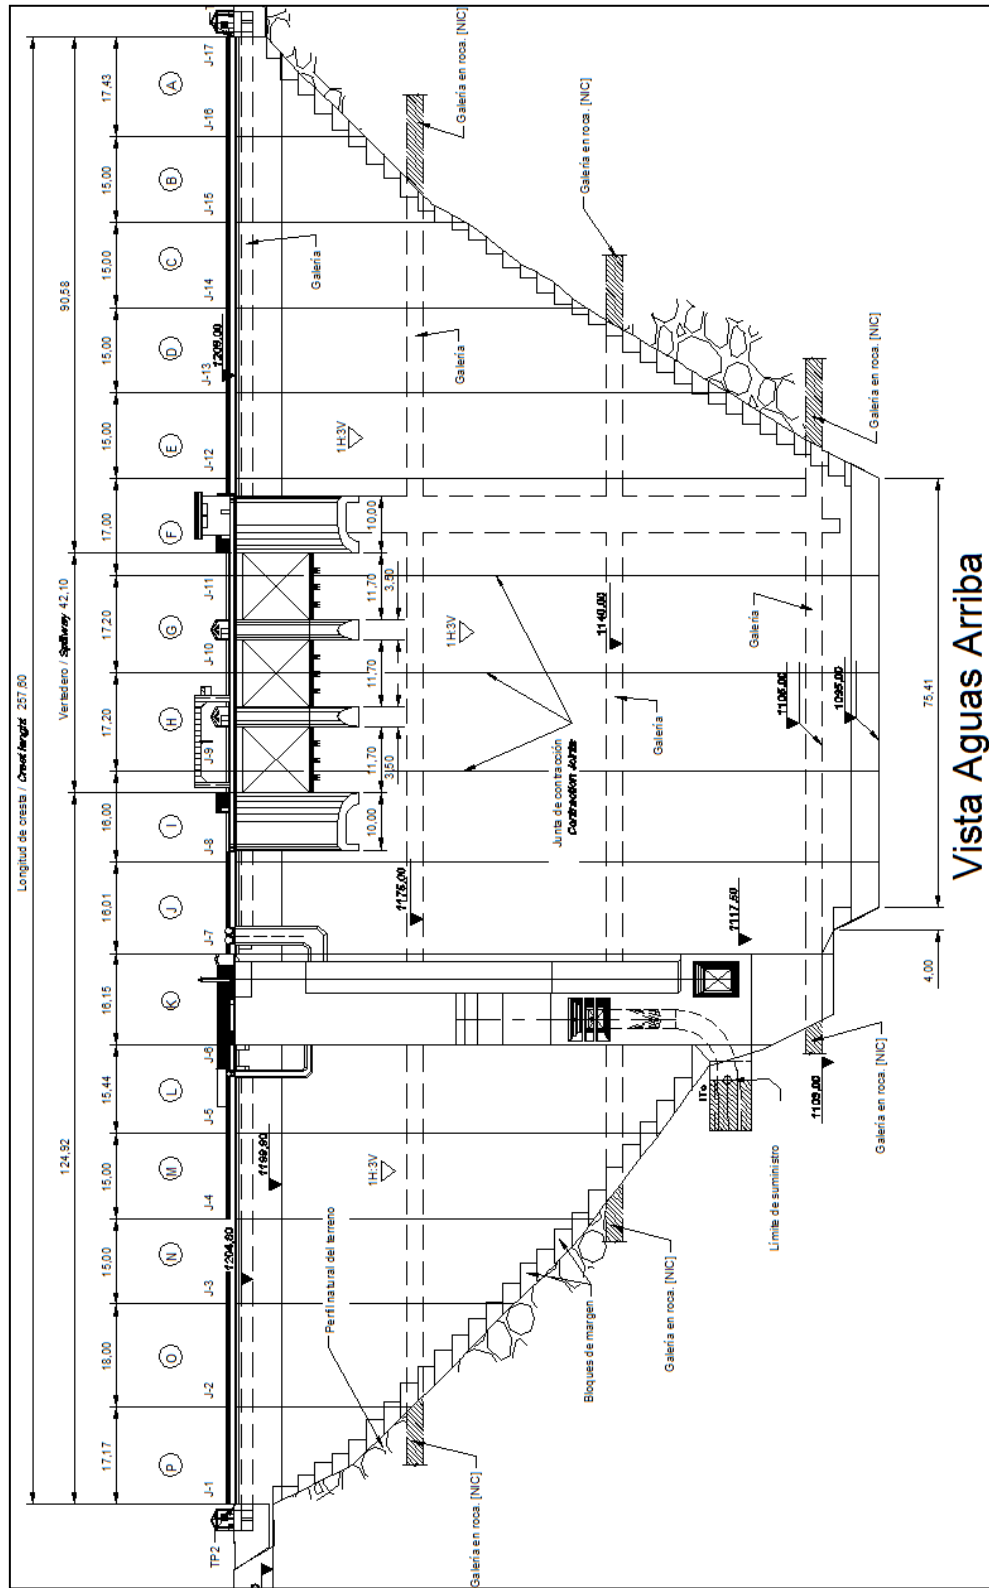 Longitud de cresta / Crest lenght 257,60
124,92
Vertedero / Spillway 42,10
90,58
17,17
18,00
15,00
15,00
15,44
16,15
16,01
16,00
17,20
17,20
17,00
15,00
15,00
15,00
15,00
17,43
P
O
N
M
L
K
J
I
H
G
F
E
D
C
B
A
TP2
J-1
J-2
J-3
J-4
J-5
J-6
J-7
J-8
J-9
J-10
J-11
J-12
J-13
J-14
J-15
J-16
J-17
1204,60
1199,90
Galería
Perfil natural del terreno
1H:3V
1H:3V
1H:3V
10,00
11,70
3,50
11,70
11,70
3,50
10,00
1175,00
Galería
Galería en roca. [NIC]
Galería en roca. [NIC]
Junta de contracción
Contraction Joints
1140,00
Galería
Galería en roca. [NIC]
Galería en roca. [NIC]
Bloques de margen
1117,50
Límite de suministro
1109,00
Galería en roca. [NIC]
Galería
1105,00
1095,00
Galería en roca. [NIC]
4,00
75,41
Vista Aguas Arriba